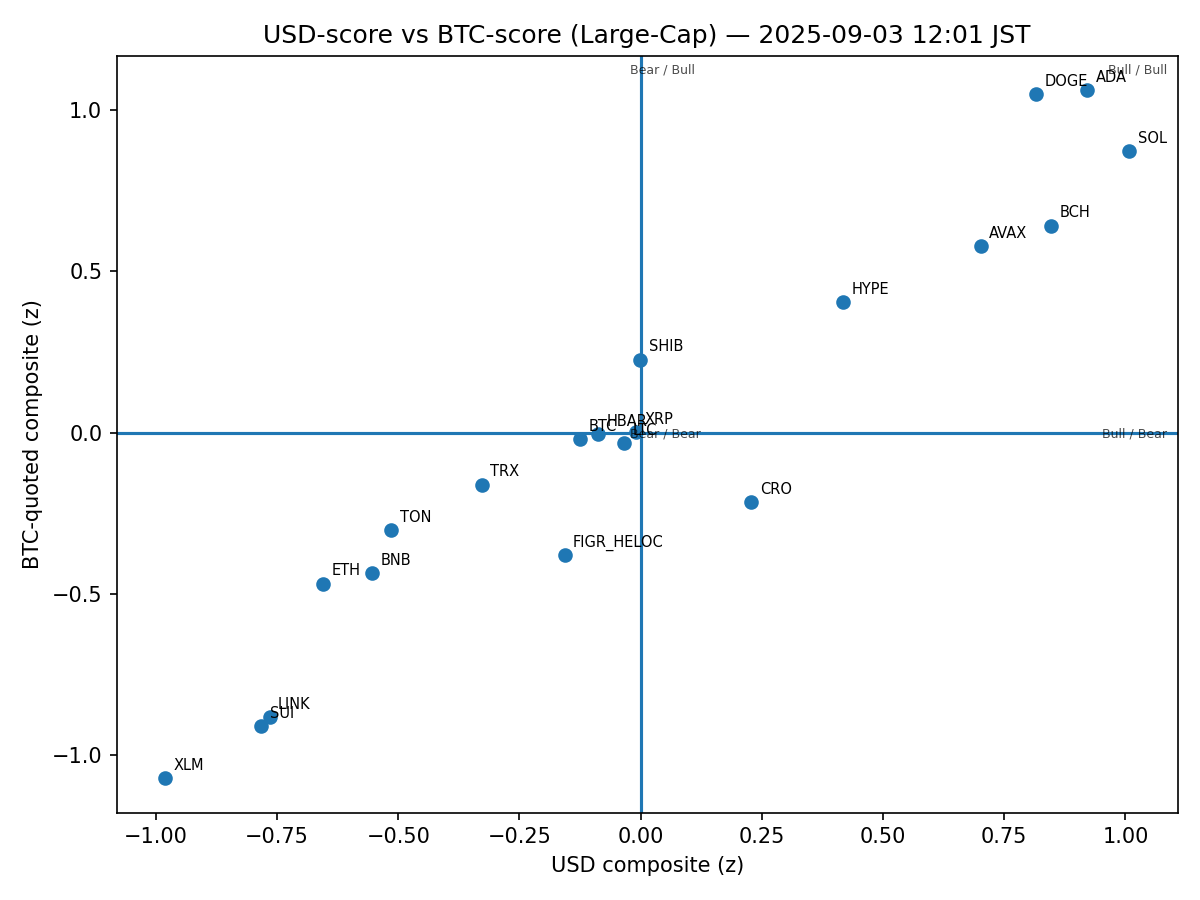 USD-score vs BTC-score (Large-Cap) — 2025-09-03 12:01 JST
Bear / Bull
Bull / Bull
DOGE
ADA
SOL
BCH
AVAX
HYPE
SHIB
HBAR
XRP
BTC
LTC
Bear / Bear
Bull / Bear
TRX
CRO
TON
FIGR_HELOC
BNB
ETH
LINK
SUI
XLM
1.0
0.5
0.0
−0.5
−1.0
BTC-quoted composite (z)
−1.00
−0.75
−0.50
−0.25
0.00
0.25
0.50
0.75
1.00
USD composite (z)